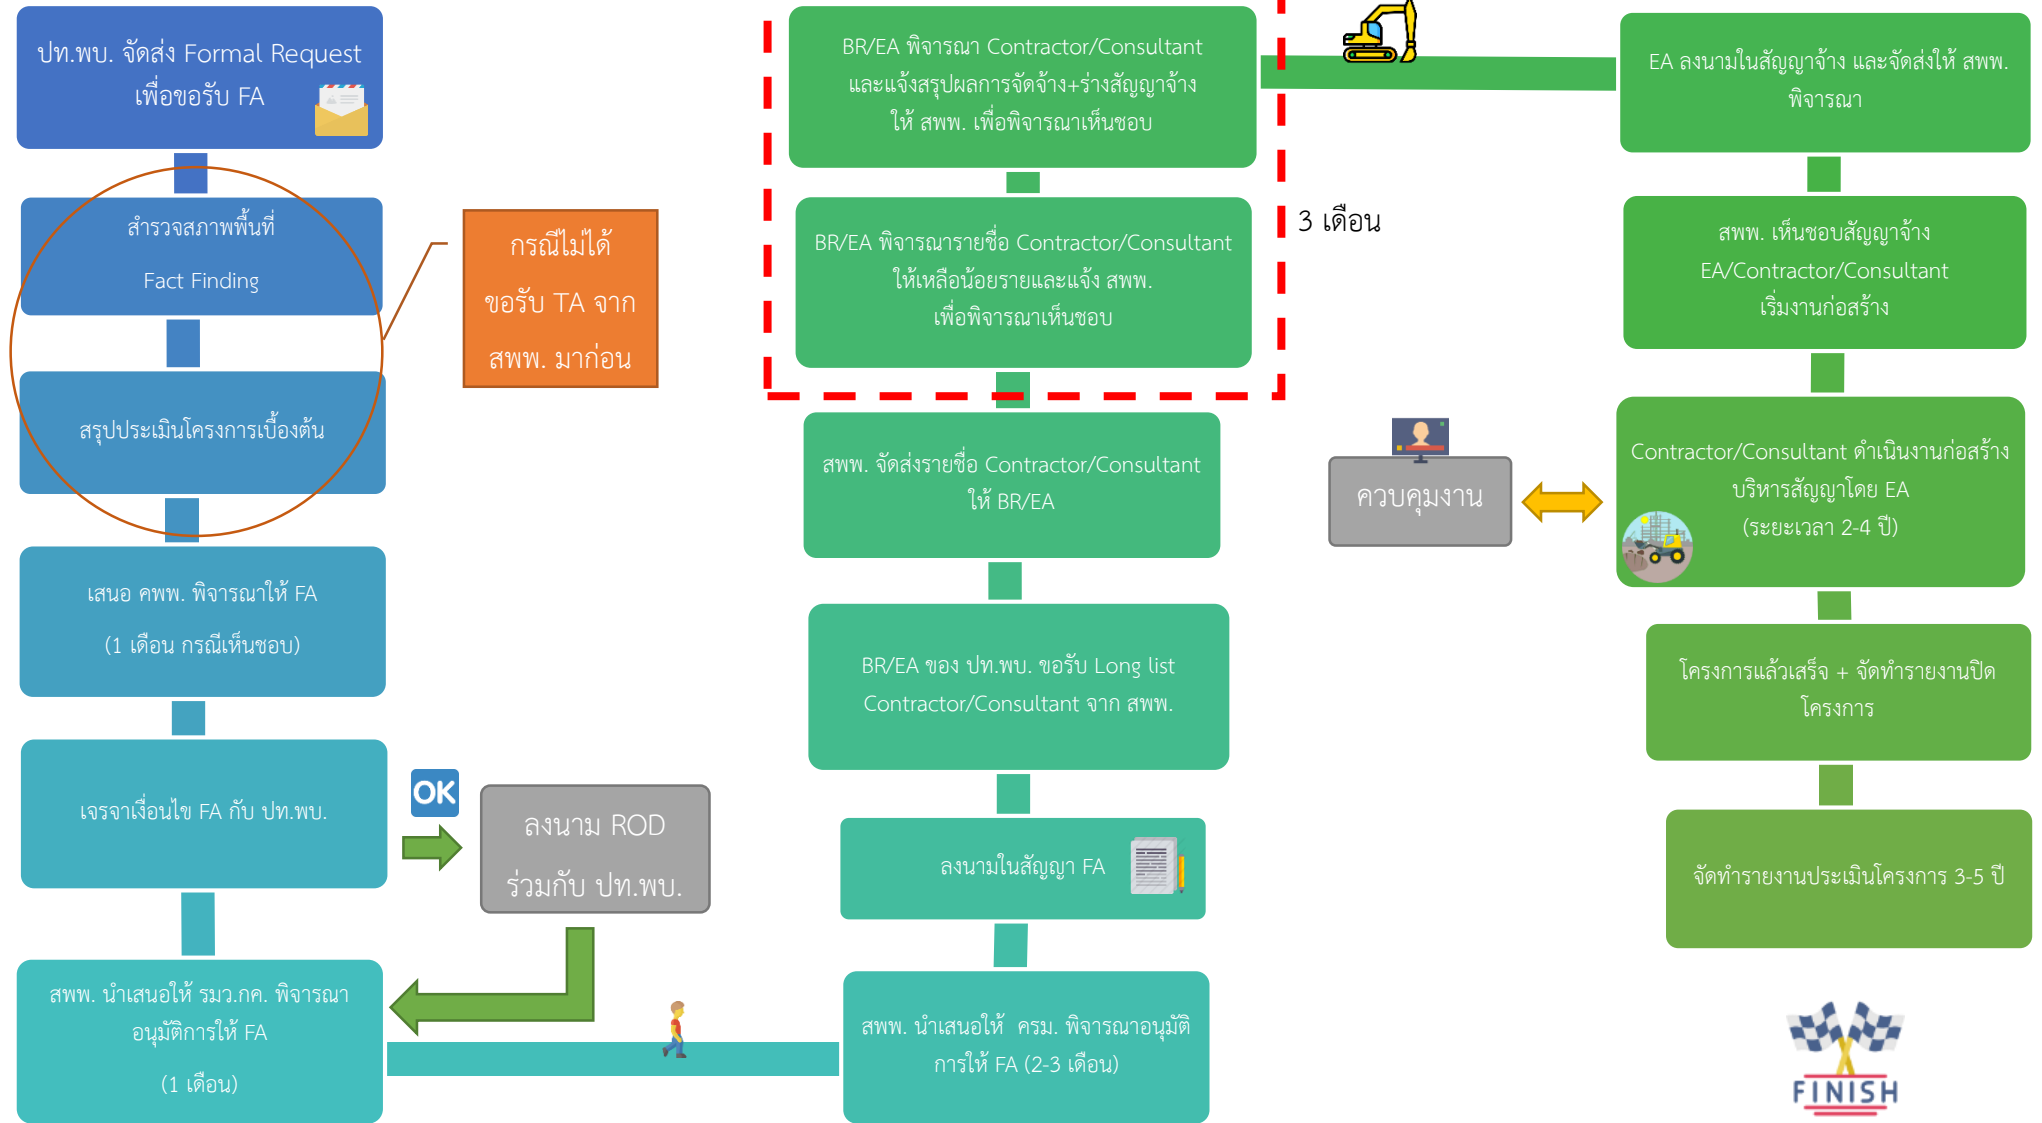 ปท.พบ. จัดส่ง Formal Request
เพื่อขอรับ FA
สำรวจสภาพพื้นที่
Fact Finding
สรุปประเมินโครงการเบื้องต้น
กรณีไม่ได้
ขอรับ TA จาก
สพพ. มาก่อน
เสนอ คพพ. พิจารณาให้ FA
(1 เดือน กรณีเห็นชอบ)
เจรจาเงื่อนไข FA กับ ปท.พบ.
OK
ลงนาม ROD
ร่วมกับ ปท.พบ.
สพพ. นำเสนอให้ รมว.กค. พิจารณา
อนุมัติการให้ FA
(1 เดือน)
สพพ. นำเสนอให้ ครม. พิจารณาอนุมัติ
การให้ FA (2-3 เดือน)
ลงนามในสัญญา FA
BR/EA ของ ปท.พบ. ขอรับ Long list
Contractor/Consultant จาก สพพ.
สพพ. จัดส่งรายชื่อ Contractor/Consultant
ให้ BR/EA
BR/EA พิจารณารายชื่อ Contractor/Consultant
ให้เหลือน้อยรายและแจ้ง สพพ.
เพื่อพิจารณาเห็นชอบ
BR/EA พิจารณา Contractor/Consultant
และแจ้งสรุปผลการจัดจ้าง+ร่างสัญญาจ้าง
ให้ สพพ. เพื่อพิจารณาเห็นชอบ
3 เดือน
EA ลงนามในสัญญาจ้าง และจัดส่งให้ สพพ.
พิจารณา
สพพ. เห็นชอบสัญญาจ้าง
EA/Contractor/Consultant
เริ่มงานก่อสร้าง
ควบคุมงาน
Contractor/Consultant ดำเนินงานก่อสร้าง
บริหารสัญญาโดย EA
(ระยะเวลา 2-4 ปี)
โครงการแล้วเสร็จ + จัดทำรายงานปิด
โครงการ
จัดทำรายงานประเมินโครงการ 3-5 ปี
FINISH